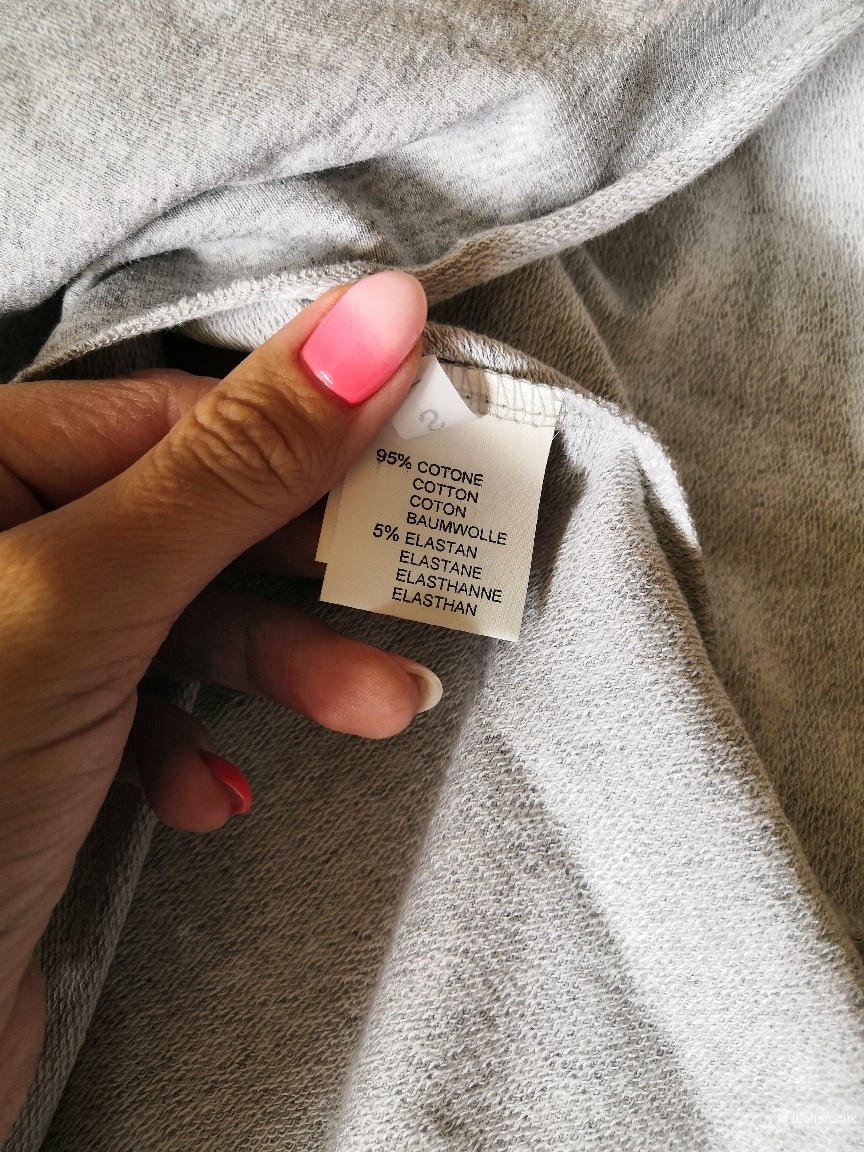 95% COTONE
COTTON
COTON
BAUMWOLLE
5% ELASTAN
ELASTANE
ELASTHANNE
ELASTHAN
© Шопоголик